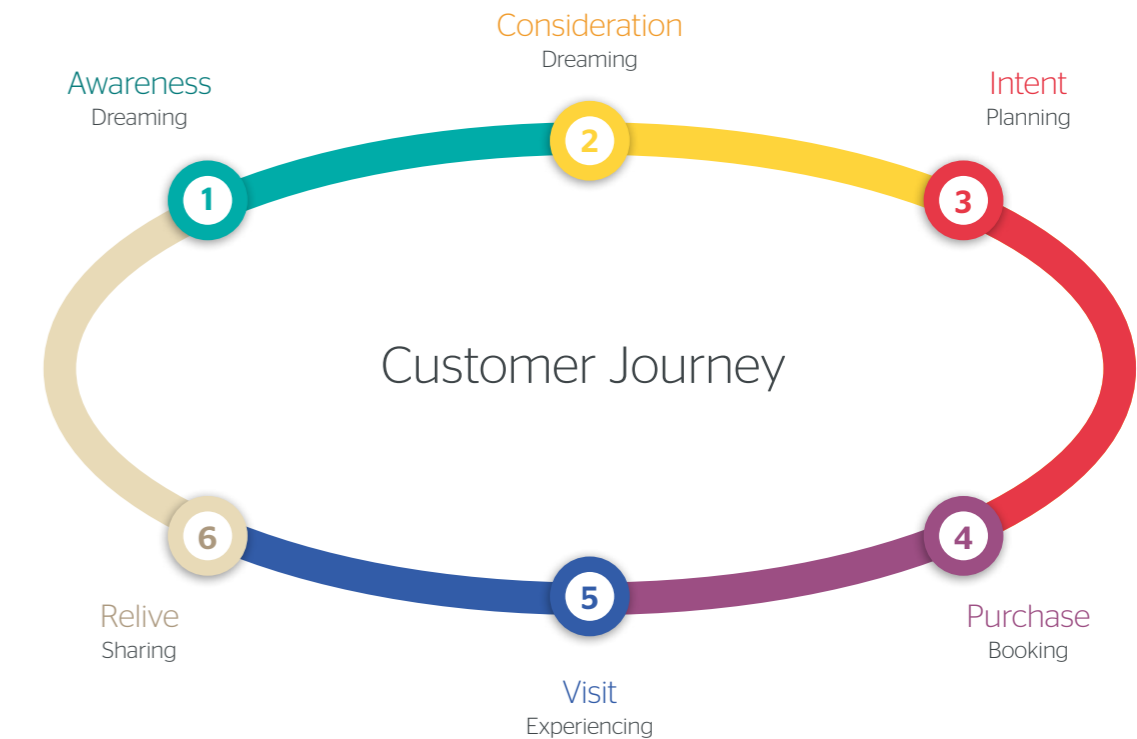 Consideration
Dreaming
Awareness
Dreaming
Intent
Planning
2
1
3
Customer Journey
6
5
4
Relive
Sharing
Purchase
Booking
Visit
Experiencing